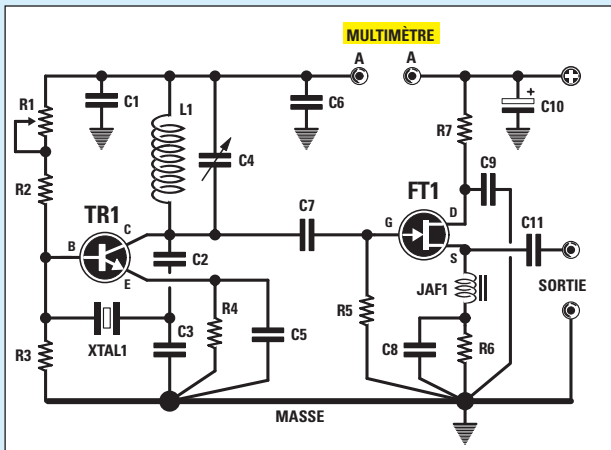 MULTIMÈTRE
A A
R1
C1
L1
C6
+
C10
C4
R7
R2
C9
C7
FT1
TR1
C
D
C11
G
B
C2
S
E
JAF1
SORTIE
R4
R5
C3
C5
XTAL1
C8
R6
R3
MASSE